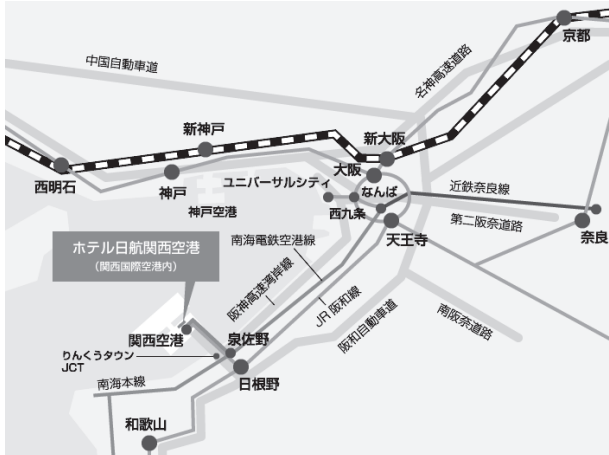 京都
名神高速道路
中国自動車道
新神戸
新大阪
西明石
神戸
大阪
ユニバーサルシティ
なんば
近鉄奈良線
西九条
神戸空港
第二阪奈道路
奈良
天王寺
南海電鉄空港線
ホテル日航関西空港
(関西国際空港内)
阪神高速湾岸線
JR 阪和線
阪和自動車道
南阪奈道路
関西空港
泉佐野
りんくうタウン
JCT
日根野
南海本線
和歌山